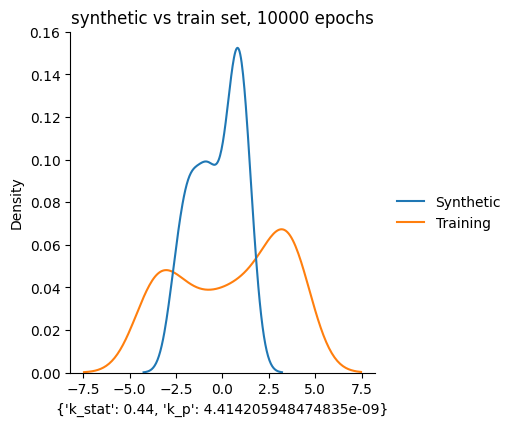 synthetic vs train set, 10000 epochs
0.16
0.14
0.12
0.10
0.08
0.06
0.04
0.02
0.00
Density
−7.5 −5.0 −2.5 0.0 2.5 5.0 7.5
{'k_stat': 0.44, 'k_p': 4.414205948474835e-09}
Synthetic
Training